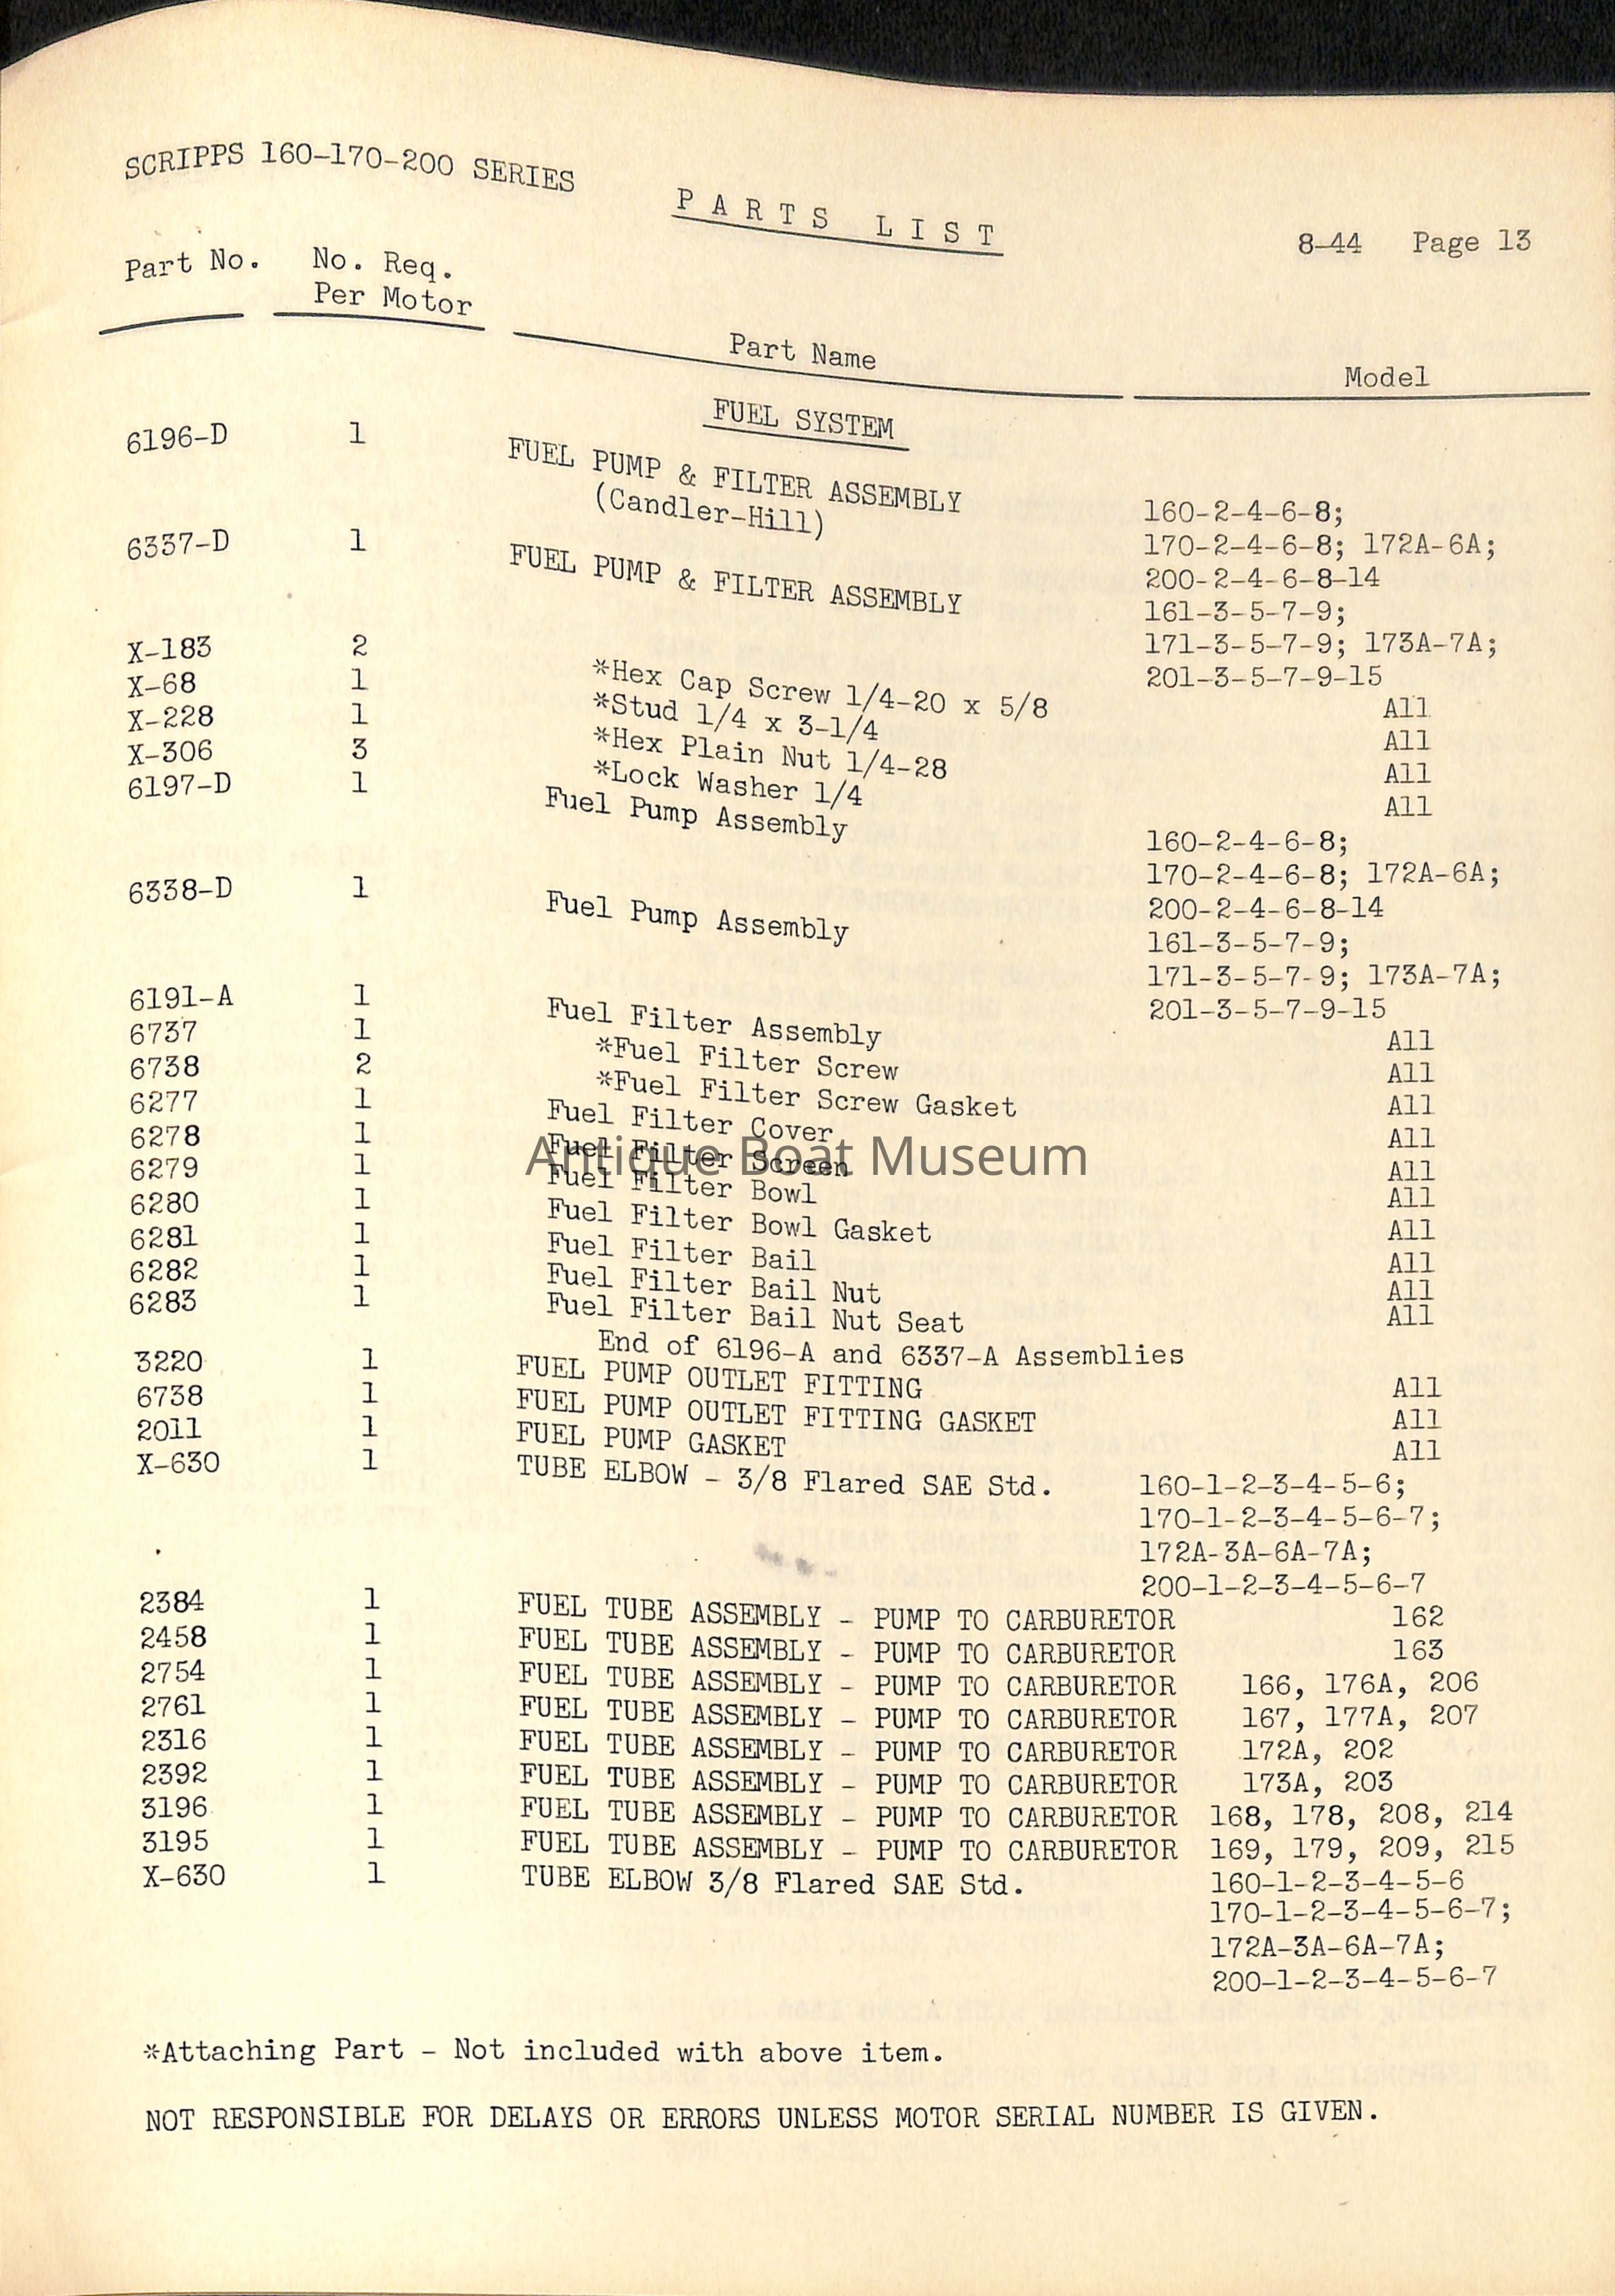 SCRIPPS 160-170-200 SERIES
PARTS LIST
8-44 Page 13
Part No. No. Req. Per Motor Part Name Model
FUEL SYSTEM
6196-D 1 FUEL PUMP & FILTER ASSEMBLY 160-2-4-6-8;
(Candler-Hill) 170-2-4-6-8; 172A-6A;
200-2-4-6-8-14
6337-D 1 FUEL PUMP & FILTER ASSEMBLY 161-3-5-7-9;
171-3-5-7-9; 173A-7A;
201-3-5-7-9-15
X-183 2 *Hex Cap Screw 1/4-20 x 5/8 All
X-68 1 *Stud 1/4 x 3-1/4 All
X-228 1 *Hex Plain Nut 1/4-28 All
X-306 3 *Lock Washer 1/4 All
6197-D 1 Fuel Pump Assembly 160-2-4-6-8;
170-2-4-6-8; 172A-6A;
200-2-4-6-8-14
6338-D 1 Fuel Pump Assembly 161-3-5-7-9;
171-3-5-7-9; 173A-7A;
201-3-5-7-9-15
6191-A 1 Fuel Filter Assembly All
6737 1 *Fuel Filter Screw All
6738 2 *Fuel Filter Screw Gasket All
6277 1 Fuel Filter Cover All
6278 1 Fuel Filter Screen All
Antique Boat Museum
6279 1 Fuel Filter Bowl All
6280 1 Fuel Filter Bowl Gasket All
6281 1 Fuel Filter Bail All
6282 1 Fuel Filter Bail Nut All
6283 1 Fuel Filter Bail Nut Seat All
End of 6196-A and 6337-A Assemblies
3220 1 FUEL PUMP OUTLET FITTING All
6738 1 FUEL PUMP OUTLET FITTING GASKET All
2011 1 FUEL PUMP GASKET All
X-630 1 TUBE ELBOW - 3/8 Flared SAE Std. 160-1-2-3-4-5-6;
170-1-2-3-4-5-6-7;
172A-3A-6A-7A;
200-1-2-3-4-5-6-7
2384 1 FUEL TUBE ASSEMBLY - PUMP TO CARBURETOR 162
2458 1 FUEL TUBE ASSEMBLY - PUMP TO CARBURETOR 163
2754 1 FUEL TUBE ASSEMBLY - PUMP TO CARBURETOR 166, 176A, 206
2761 1 FUEL TUBE ASSEMBLY - PUMP TO CARBURETOR 167, 177A, 207
2316 1 FUEL TUBE ASSEMBLY - PUMP TO CARBURETOR 172A, 202
2392 1 FUEL TUBE ASSEMBLY - PUMP TO CARBURETOR 173A, 203
3196 1 FUEL TUBE ASSEMBLY - PUMP TO CARBURETOR 168, 178, 208, 214
3195 1 FUEL TUBE ASSEMBLY - PUMP TO CARBURETOR 169, 179, 209, 215
X-630 1 TUBE ELBOW 3/8 Flared SAE Std. 160-1-2-3-4-5-6
170-1-2-3-4-5-6-7;
172A-3A-6A-7A;
200-1-2-3-4-5-6-7
*Attaching Part - Not included with above item.
NOT RESPONSIBLE FOR DELAYS OR ERRORS UNLESS MOTOR SERIAL NUMBER IS GIVEN.